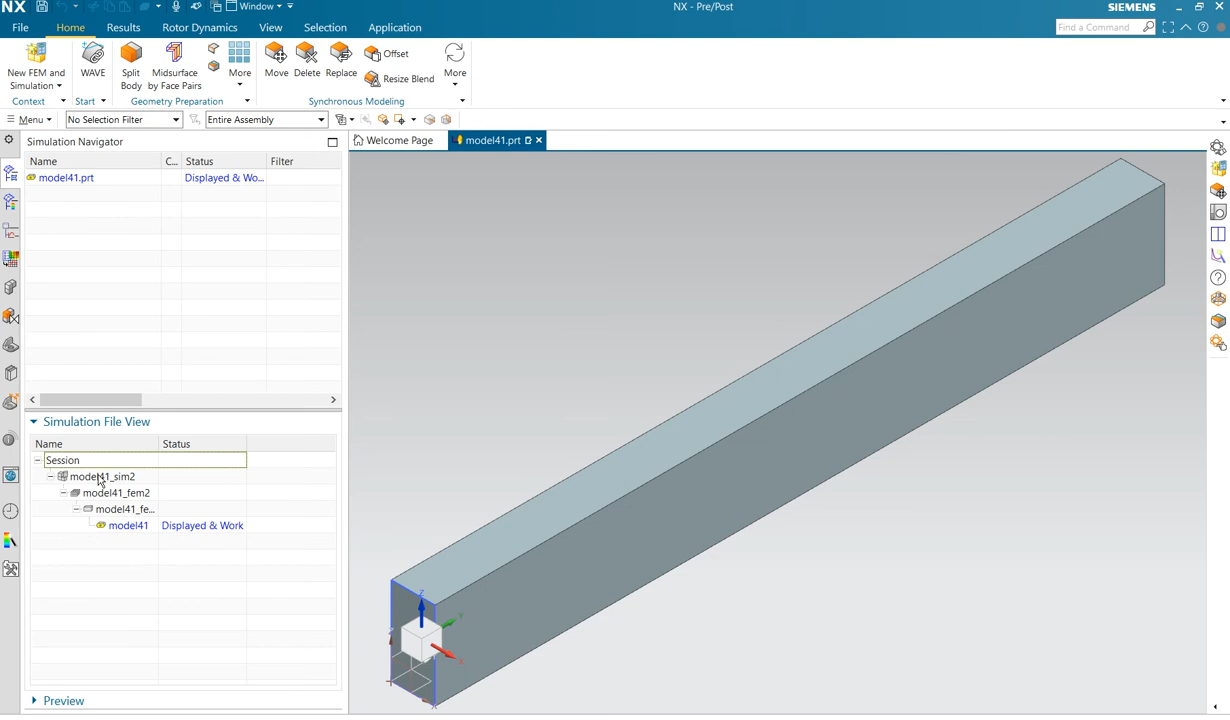 NX
Window
NX - Pre/Post
SIEMENS
File
Home
Results
Rotor Dynamics
View
Selection
Tools
Application
Find a Command
New FEM and
Simulation
WAVE
Split
Body
Midsurface
by Face Pairs
More
Move
Delete
Replace
Offset
Resize Blend
More
Context
Start
Geometry Preparation
Synchronous Modeling
Menu
No Selection Filter
Entire Assembly
Simulation Navigator
Welcome Page
model41.prt
Name
C...
Status
Filter
model41.prt
Displayed & Wo...
Simulation File View
Name
Status
Session
model41_sim2
model41_fem2
model41_fe...
model41
Displayed & Work
Z
Y
X
Z
X
Preview